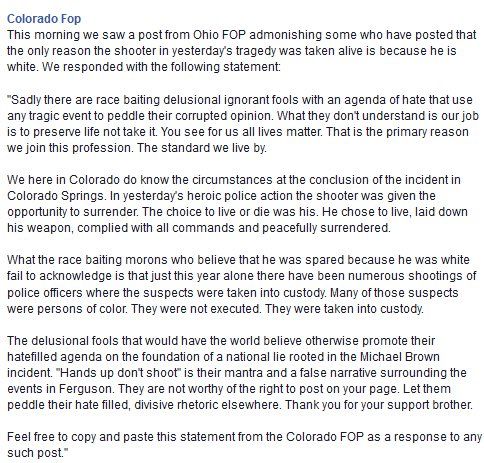 Colorado Fop
This morning we saw a post from Ohio FOP admonishing some who have posted that
the only reason the shooter in yesterday's tragedy was taken alive is because he is
white. We responded with the following statement:
"Sadly there are race baiting delusional ignorant fools with an agenda of hate that use
any tragic event to peddle their corrupted opinion. What they don't understand is our job
is to preserve life not take it. You see for us all lives matter. That is the primary reason
we join this profession. The standard we live by.
We here in Colorado do know the circumstances at the conclusion of the incident in
Colorado Springs. In yesterday's heroic police action the shooter was given the
opportunity to surrender. The choice to live or die was his. He chose to live, laid down
his weapon, complied with all commands and peacefully surrendered.
What the race baiting morons who believe that he was spared because he was white
fail to acknowledge is that just this year alone there have been numerous shootings of
police officers where the suspects were taken into custody. Many of those suspects
were persons of color. They were not executed. They were taken into custody.
The delusional fools that would have the world believe otherwise promote their
hatefilled agenda on the foundation of a national lie rooted in the Michael Brown
incident. "Hands up don't shoot" is their mantra and a false narrative surrounding the
events in Ferguson. They are not worthy of the right to post on your page. Let them
peddle their hate filled, divisive rhetoric elsewhere. Thank you for your support brother.
Feel free to copy and paste this statement from the Colorado FOP as a response to any
such post."